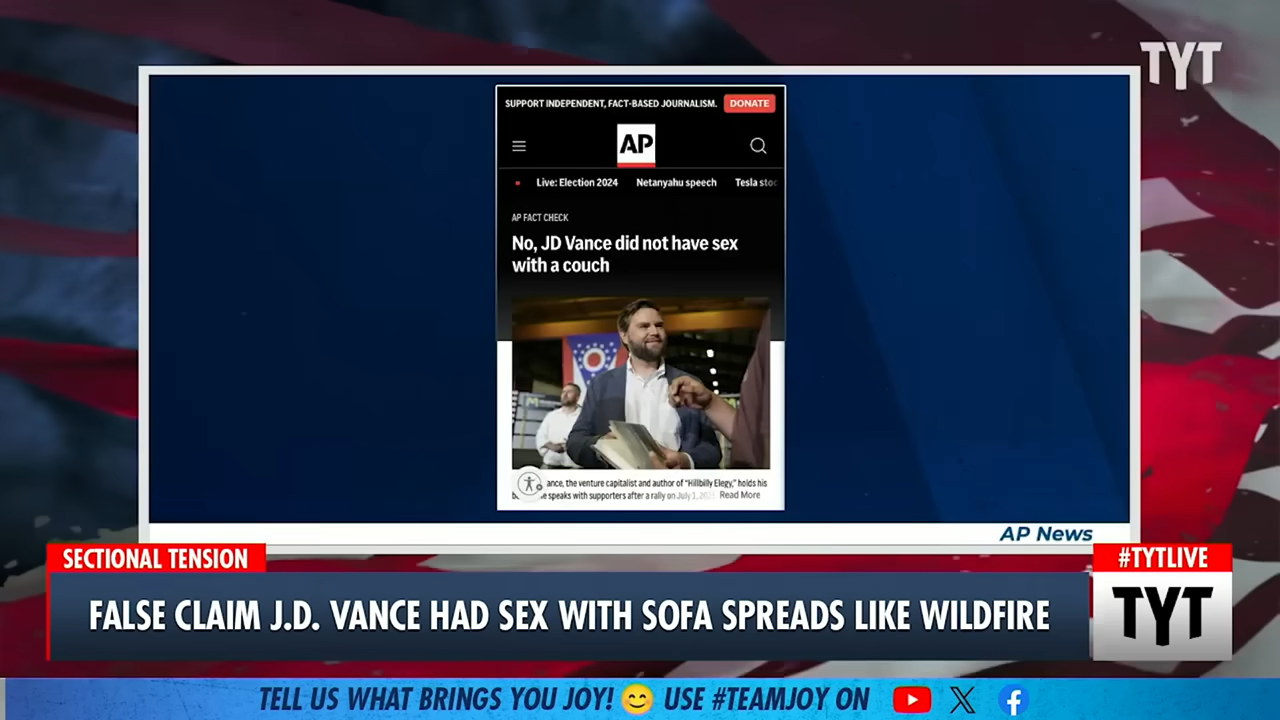 TYT
SUPPORT INDEPENDENT, FACT-BASED JOURNALISM.
DONATE
AP
Live: Election 2024
Netanyahu speech
Tesla stoc
AP FACT CHECK
No, JD Vance did not have sex
with a couch
ance, the venture capitalist and author of “Hillbilly Elegy,” holds his
e speaks with supporters after a rally on July 1, Read More
AP News
SECTIONAL TENSION
#TYTLIVE
FALSE CLAIM J.D. VANCE HAD SEX WITH SOFA SPREADS LIKE WILDFIRE
TYT
TELL US WHAT BRINGS YOU JOY! 😊 USE #TEAMJOY ON